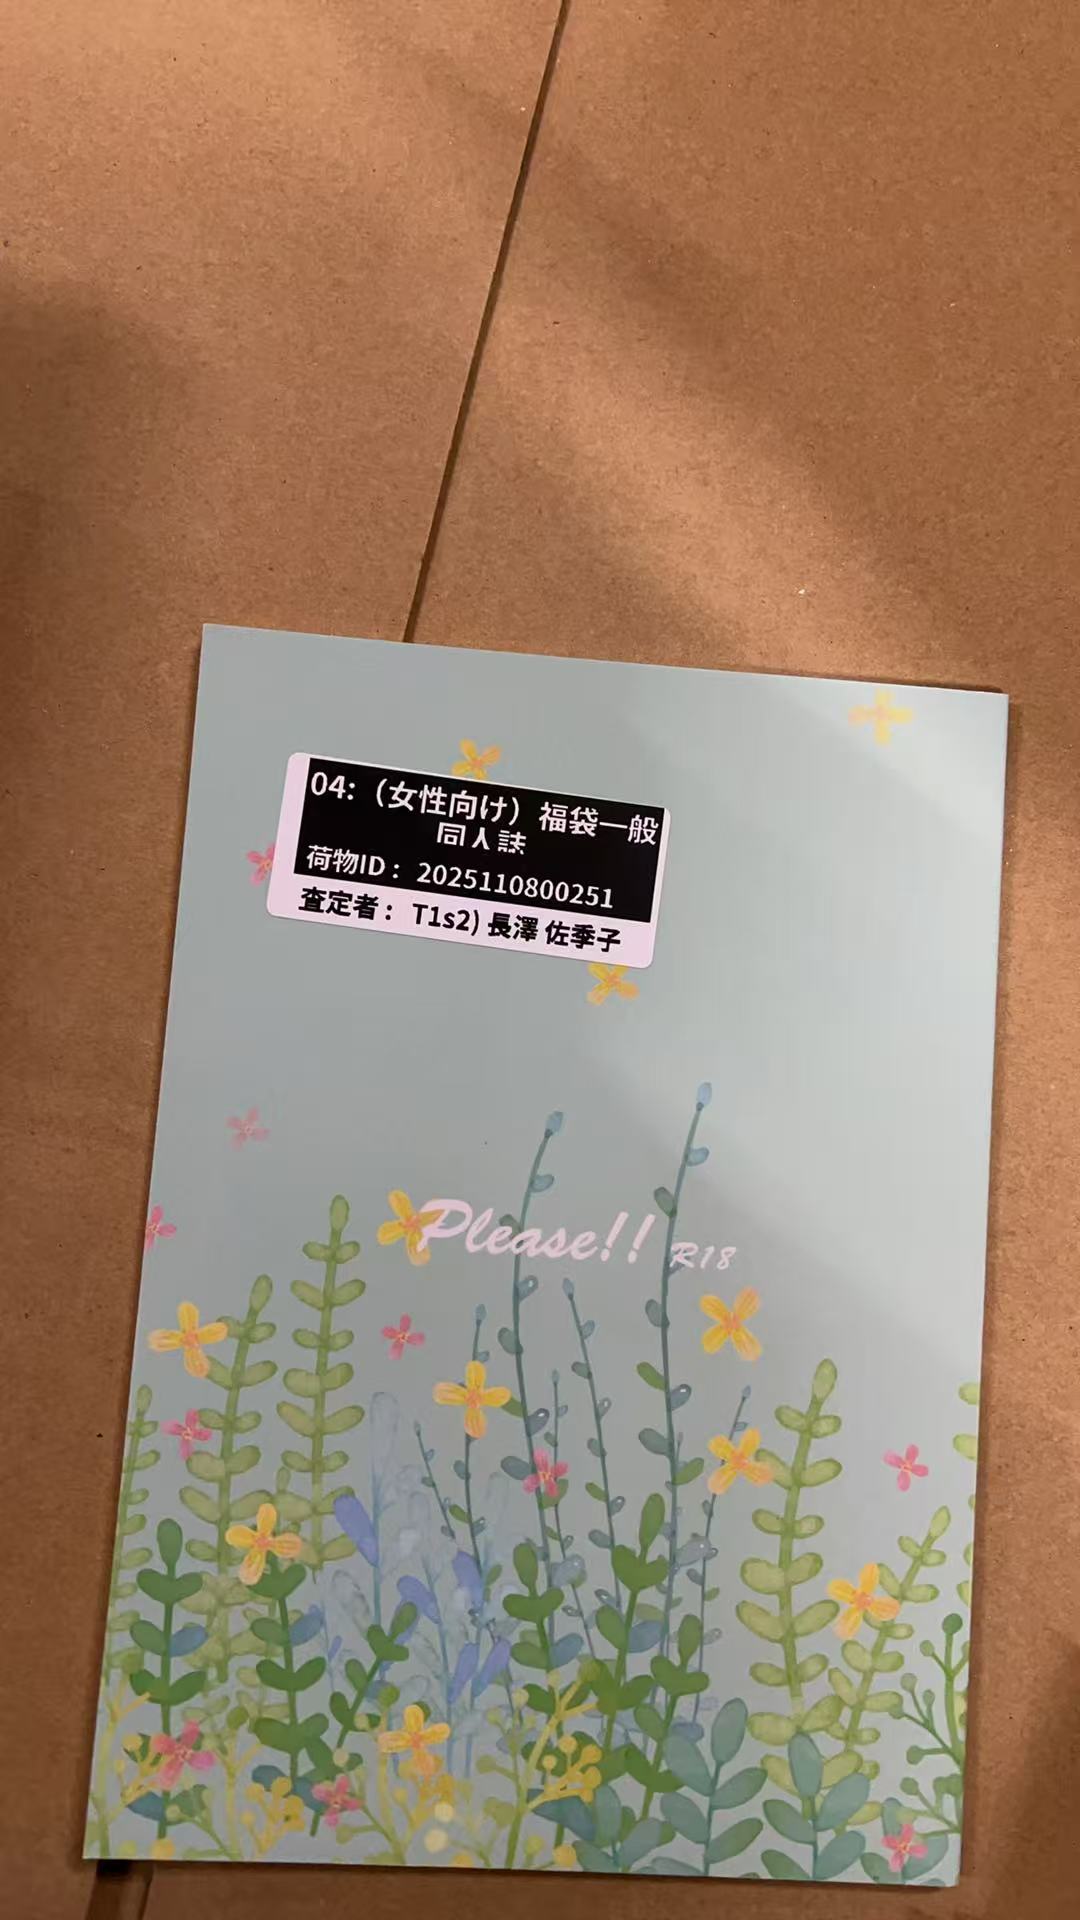 04:（女性向け）福袋一般
同人誌
荷物ID： 2025110800251
査定者： T1s2) 長澤 佐季子
Please!! R18